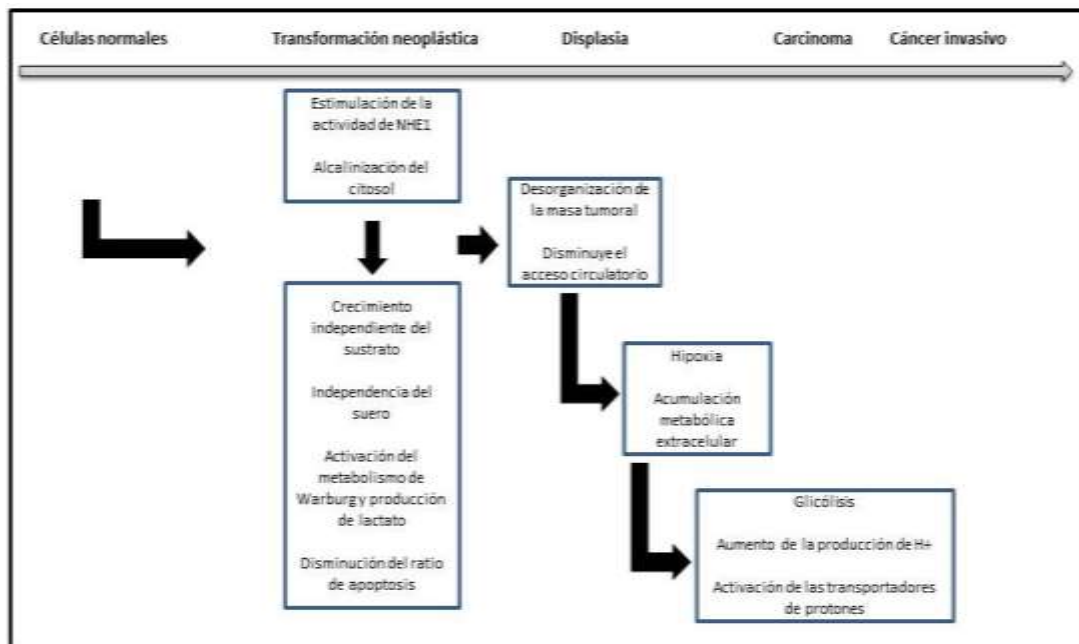 Células normales
Transformación neoplástica
Displasia
Carcinoma
Cáncer invasivo
Estimulación de la
actividad de NHE1
Alcalinización del
citosol
Desorganización de
la masa tumoral
Disminuye el
acceso circulatorio
Crecimiento
independiente del
sustrato
Independencia del
suero
Activación del
metabolismo de
Warburg y producción
de lactato
Disminución del ratio
de apoptosis
Hipoxia
Acumulación
metabólica
extracelular
Glicólisis
Aumento de la producción de H+
Activación de las transportadores
de protones